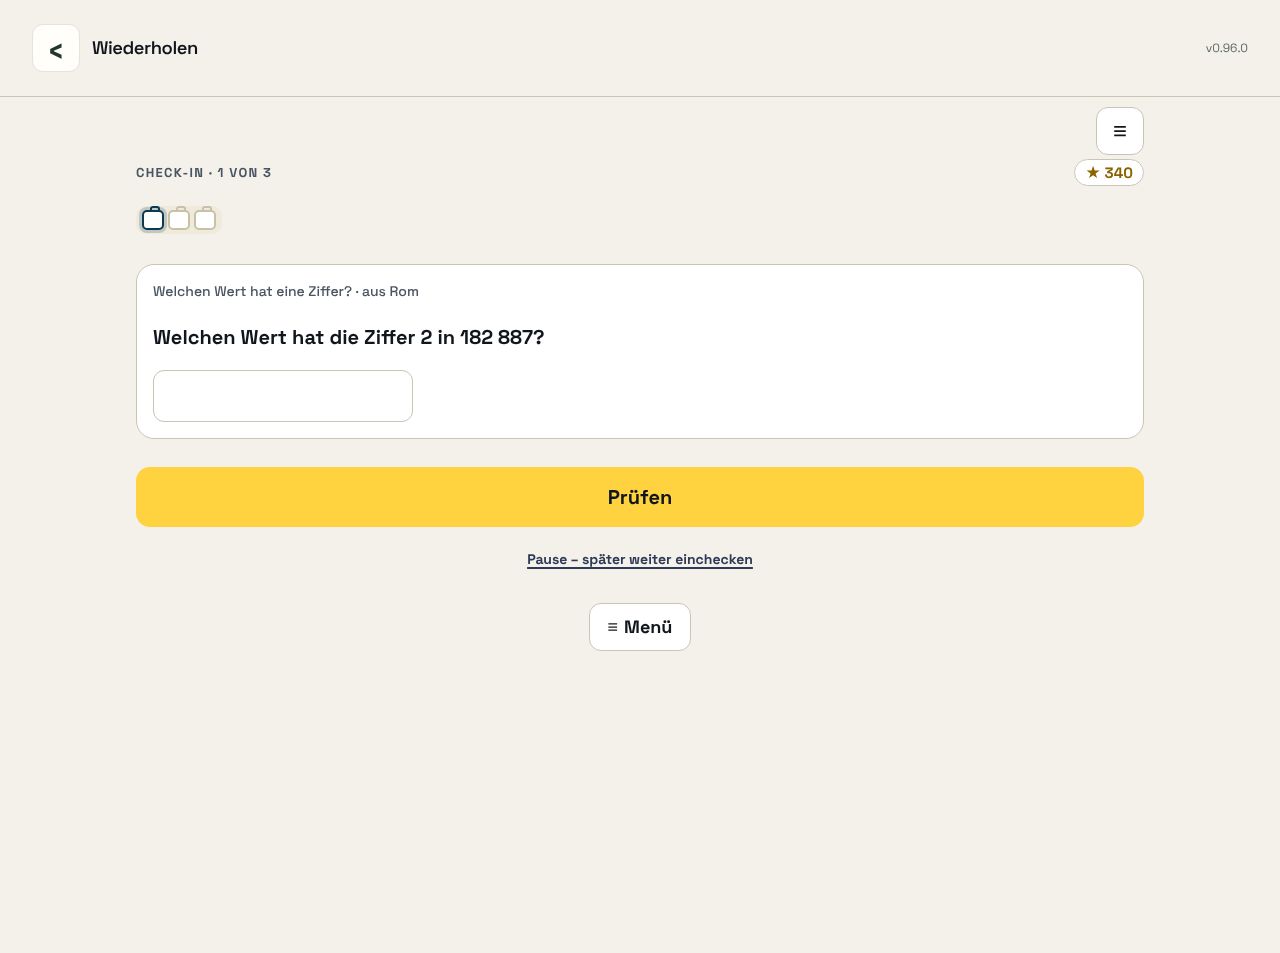 < Wiederholen
v0.96.0
≡
CHECK-IN · 1 VON 3
★ 340
Welchen Wert hat eine Ziffer? · aus Rom
Welchen Wert hat die Ziffer 2 in 182 887?
Prüfen
Pause – später weiter einchecken
≡ Menü